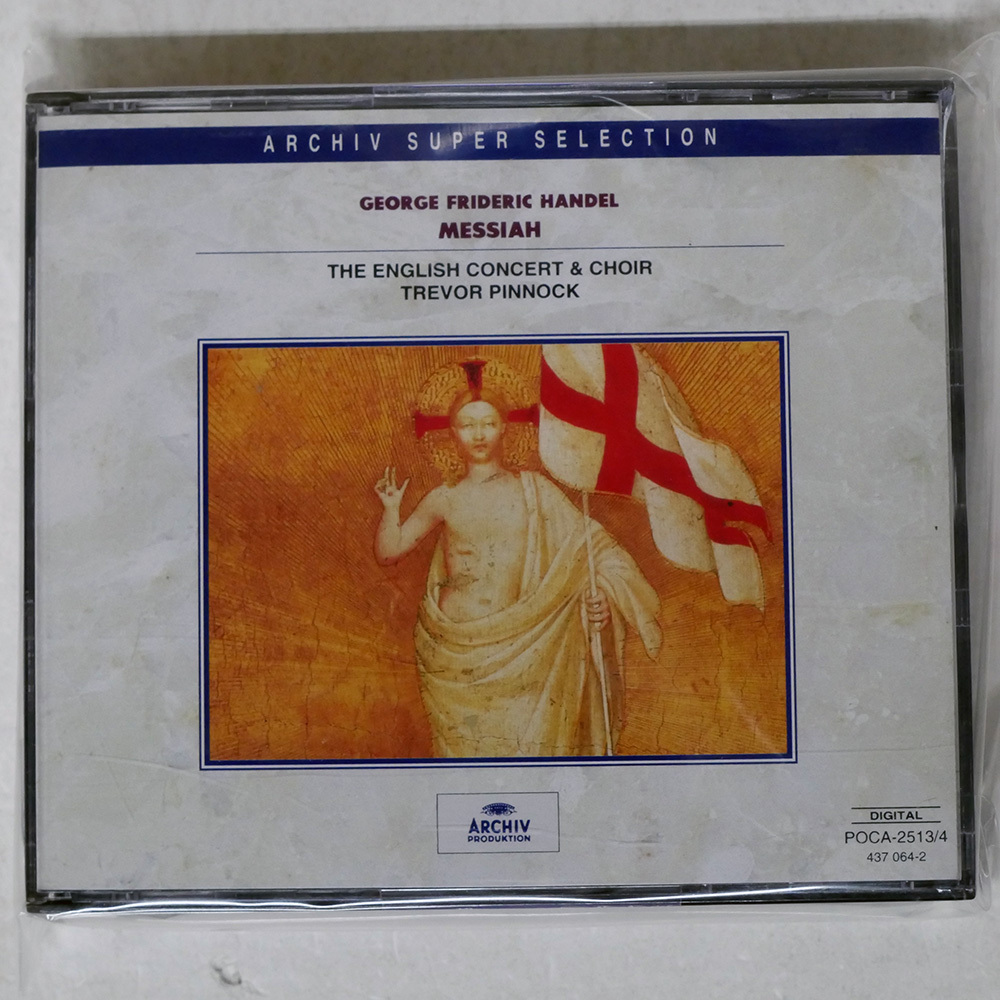 ARCHIV SUPER SELECTION
GEORGE FRIDERIC HANDEL
MESSIAH
THE ENGLISH CONCERT & CHOIR
TREVOR PINNOCK
ARCHIV
PRODUKTION
DIGITAL
POCA-2513/4
437 064-2